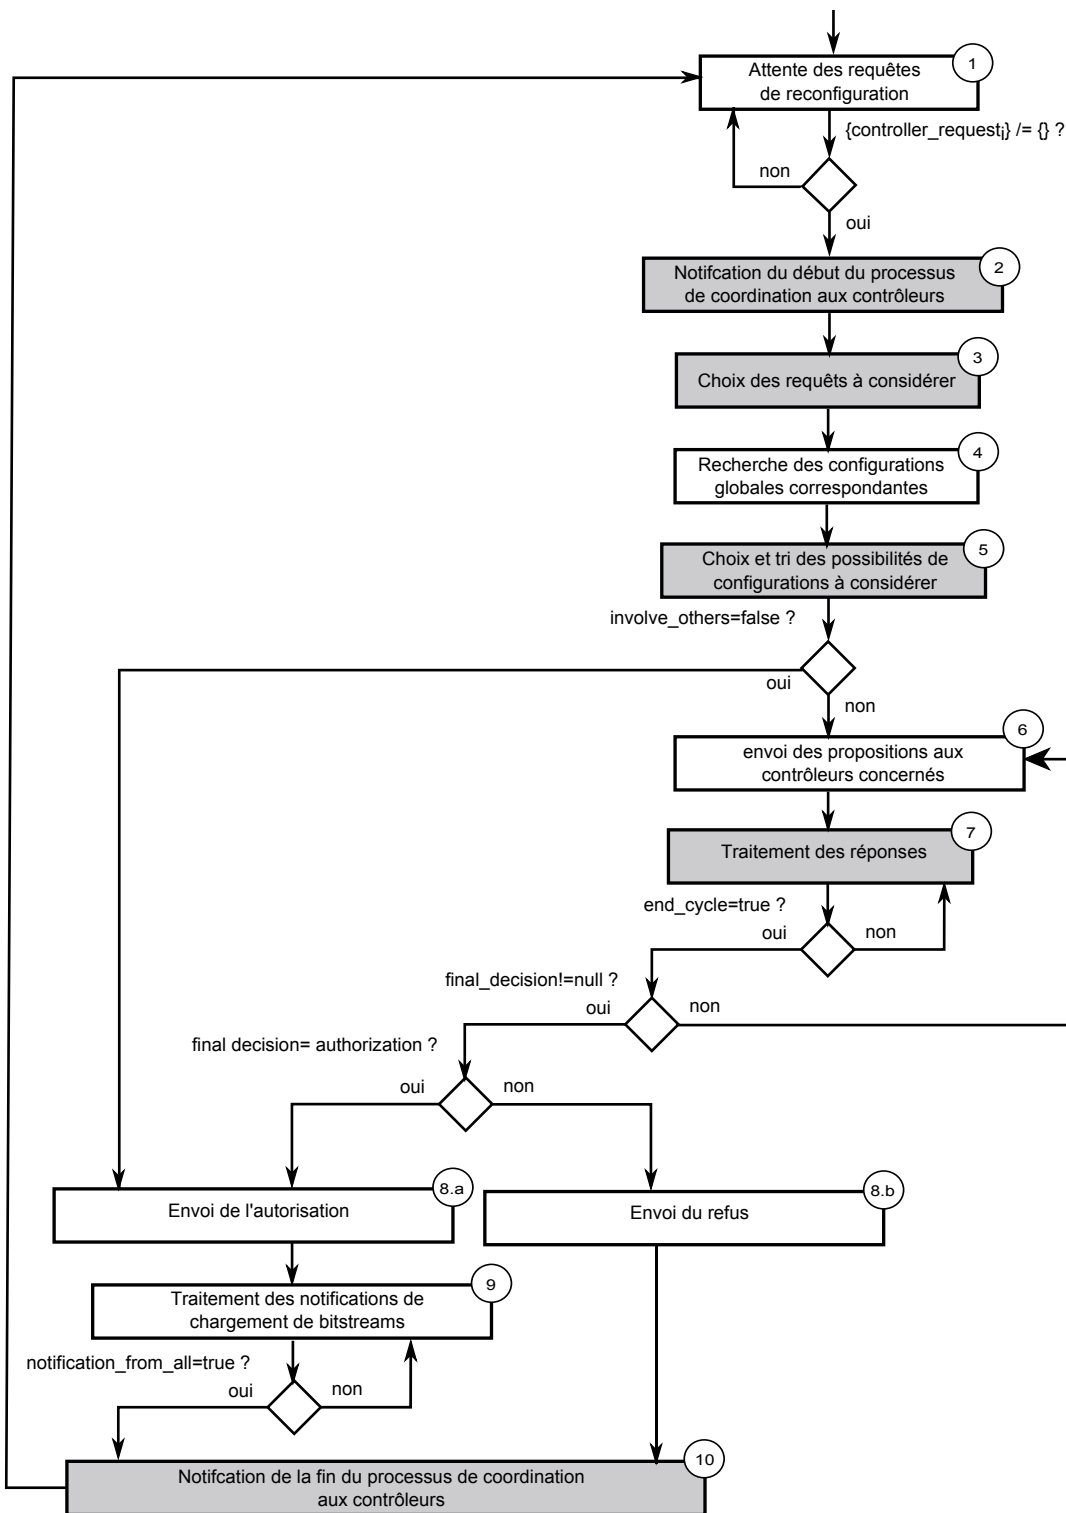 1
Attente des requêtes
de reconfiguration
{controller_requestᵢ} /= {} ?
non
oui
2
Notifcation du début du processus
de coordination aux contrôleurs
3
Choix des requêts à considérer
4
Recherche des configurations
globales correspondantes
5
Choix et tri des possibilités de
configurations à considérer
involve_others=false ?
oui
non
6
envoi des propositions aux
contrôleurs concernés
7
Traitement des réponses
end_cycle=true ?
oui
non
final_decision!=null ?
oui
non
final decision= authorization ?
oui
non
8.a
Envoi de l'autorisation
8.b
Envoi du refus
9
Traitement des notifications de
chargement de bitstreams
notification_from_all=true ?
oui
non
10
Notifcation de la fin du processus de coordination
aux contrôleurs